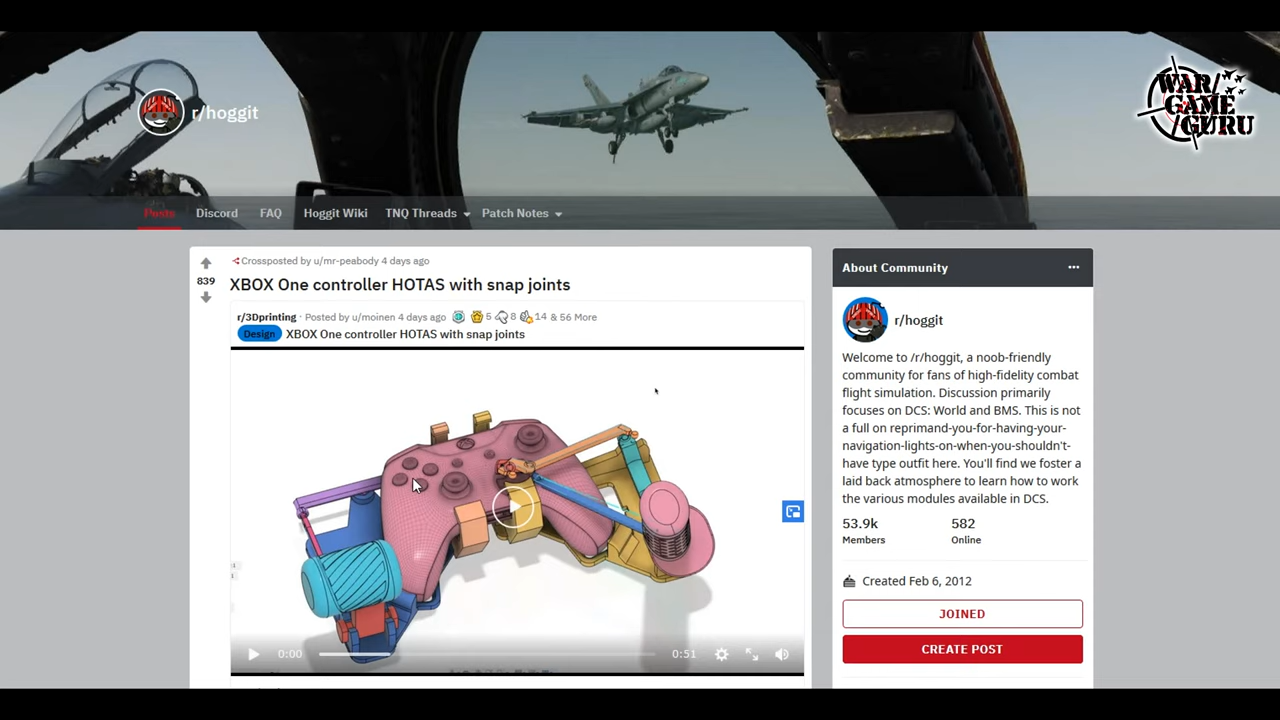 WAR
GAME
GURU
r/hoggit
Posts
Discord
FAQ
Hoggit Wiki
TNQ Threads
Patch Notes
Crossposted by u/mr-peabody 4 days ago
839
XBOX One controller HOTAS with snap joints
r/3Dprinting · Posted by u/moinen 4 days ago 5 8 14 & 56 More
Design XBOX One controller HOTAS with snap joints
0:00
0:51
About Community
r/hoggit
Welcome to /r/hoggit, a noob-friendly
community for fans of high-fidelity combat
flight simulation. Discussion primarily
focuses on DCS: World and BMS. This is not
a full on reprimand-you-for-having-your-
navigation-lights-on-when-you-shouldn't-
have type outfit here. You'll find we foster a
laid back atmosphere to learn how to work
the various modules available in DCS.
53.9k
Members
582
Online
Created Feb 6, 2012
JOINED
CREATE POST